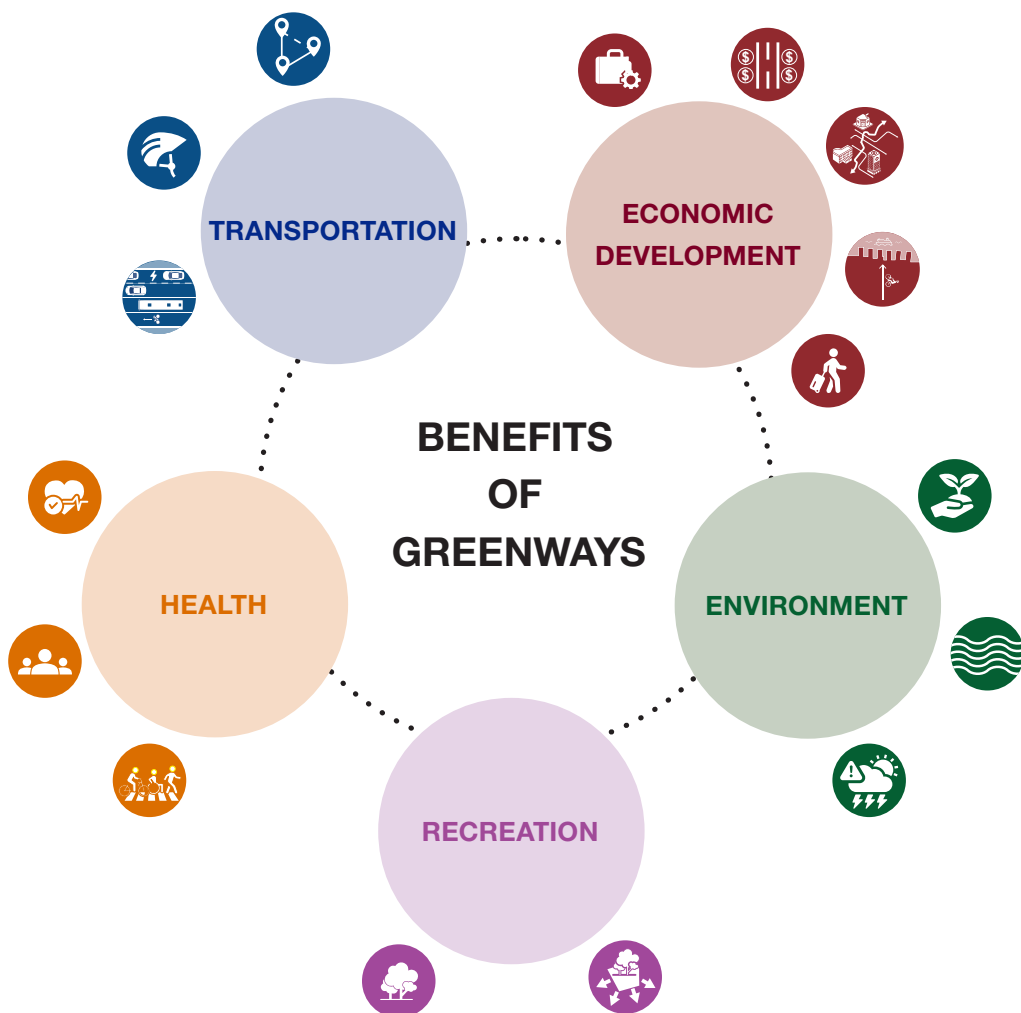 TRANSPORTATION
ECONOMIC
DEVELOPMENT
BENEFITS
OF
GREENWAYS
HEALTH
ENVIRONMENT
RECREATION
$ $
$ $